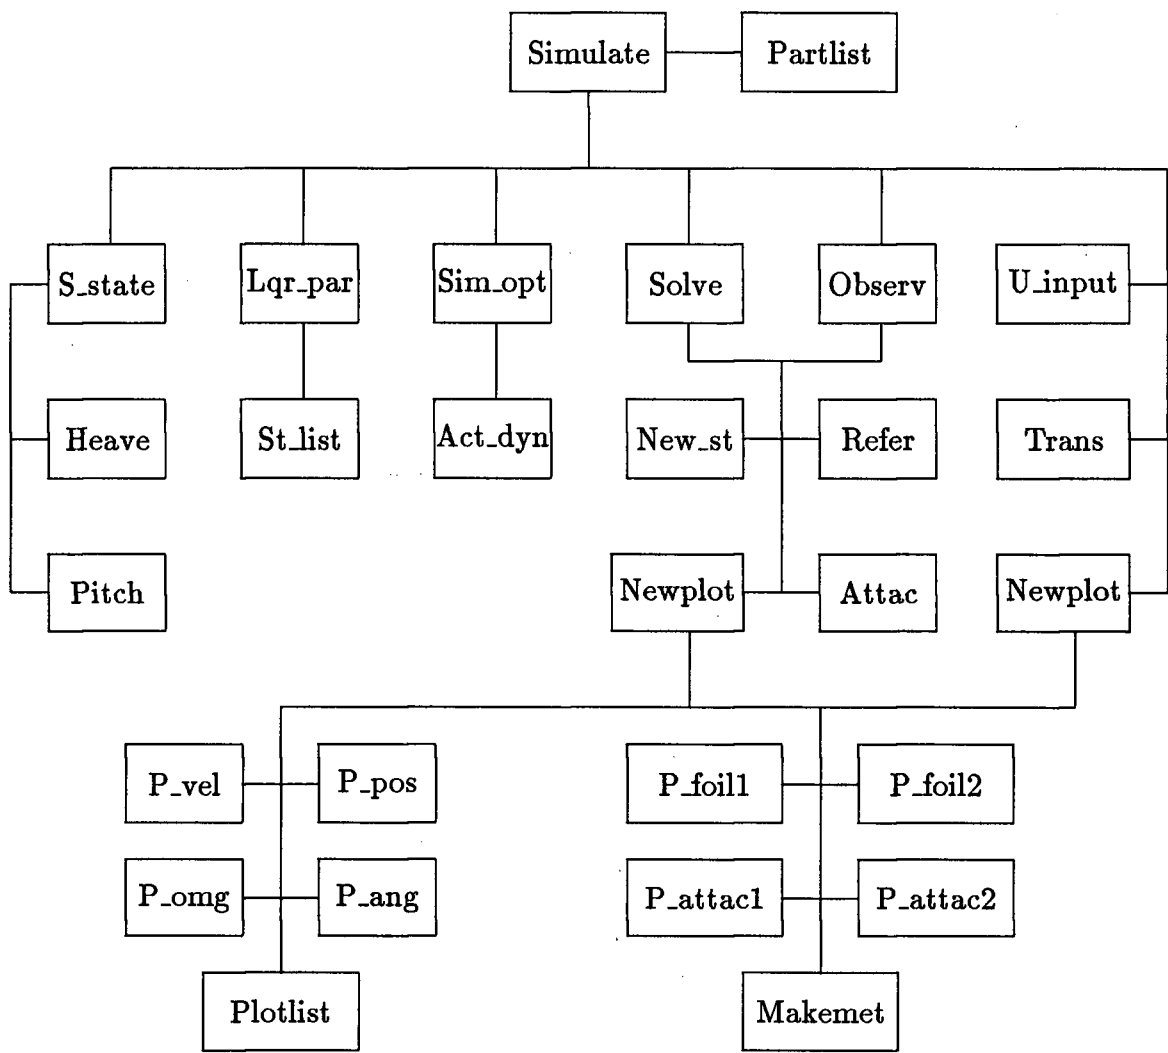 Simulate
Partlist
S_state
Lqr_par
Sim_opt
Solve
Observ
U_input
Heave
St_list
Act_dyn
New_st
Refer
Trans
Pitch
Newplot
Attac
Newplot
P_vel
P_pos
P_foil1
P_foil2
P_omg
P_ang
P_attac1
P_attac2
Plotlist
Makemet